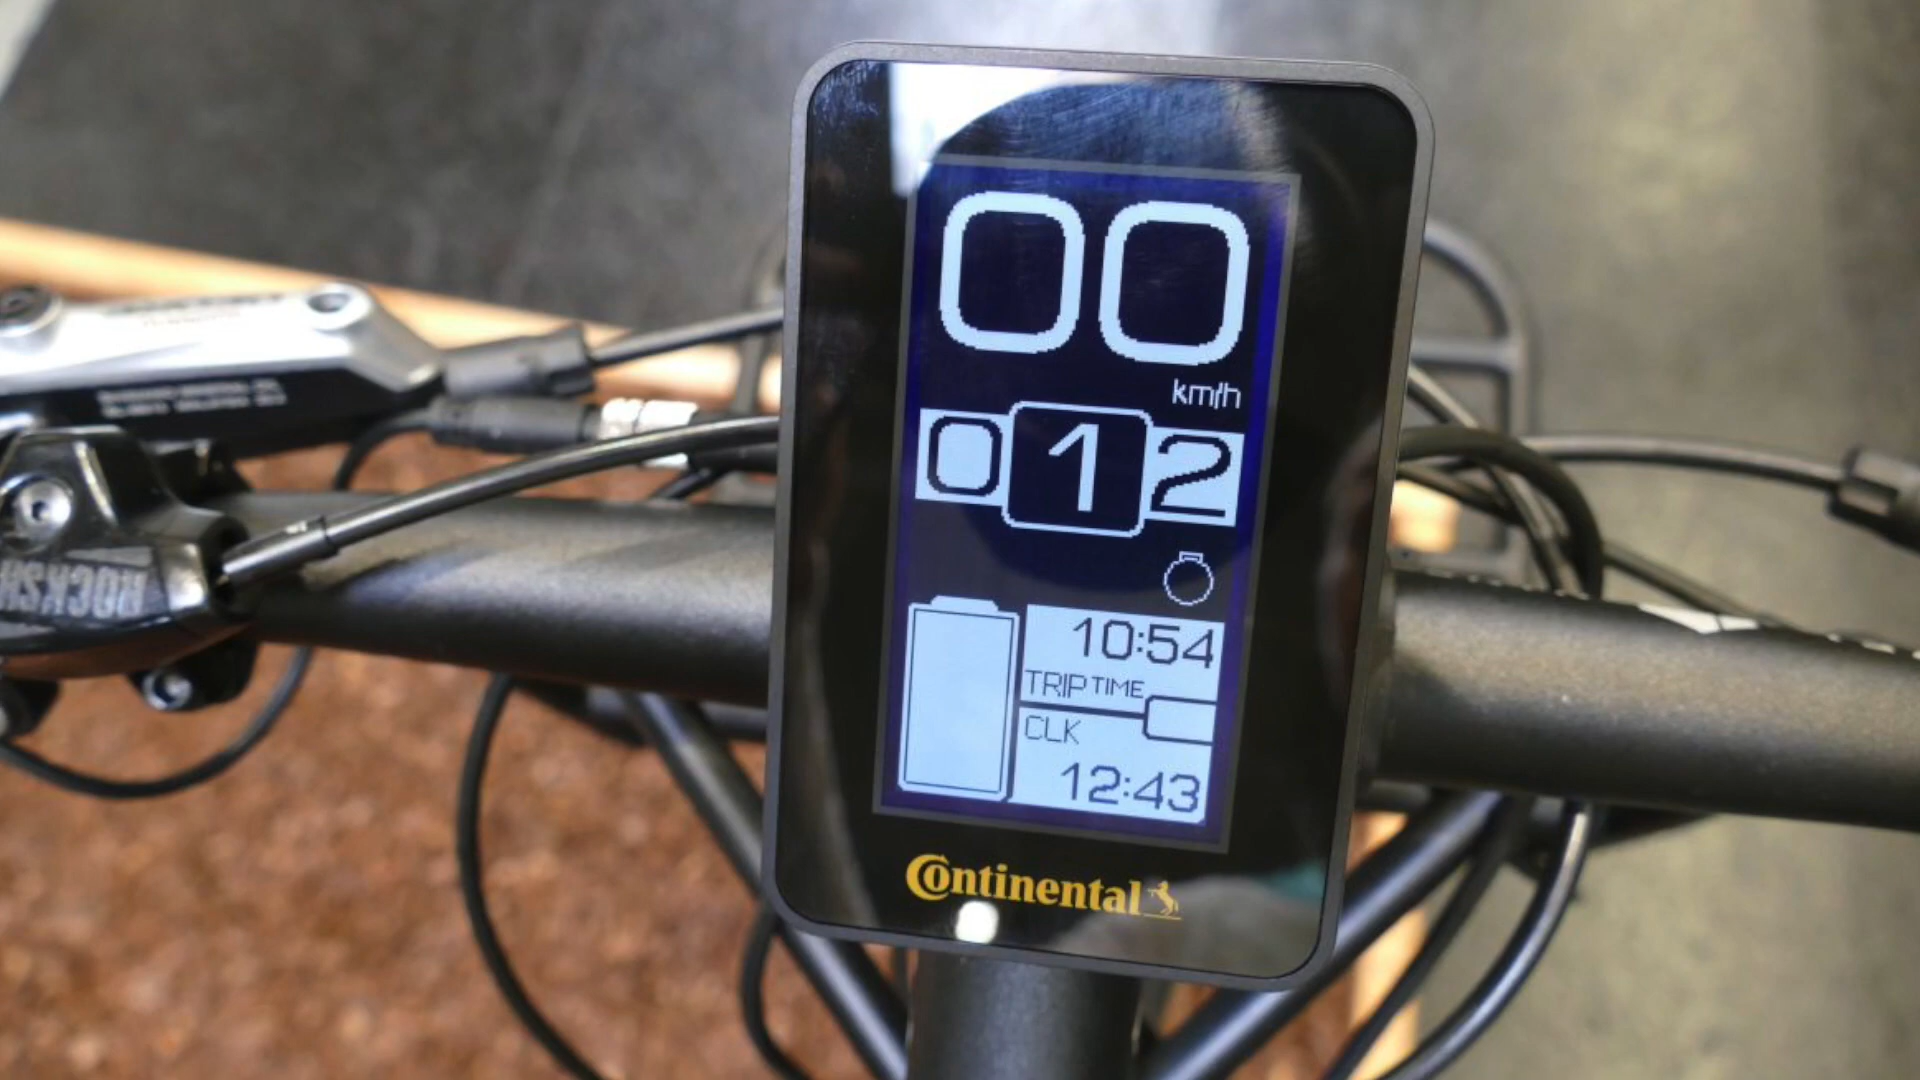 00
km/h
0 1 2
10:54
TRIP TIME
CLK
12:43
Continental
ROCKSH